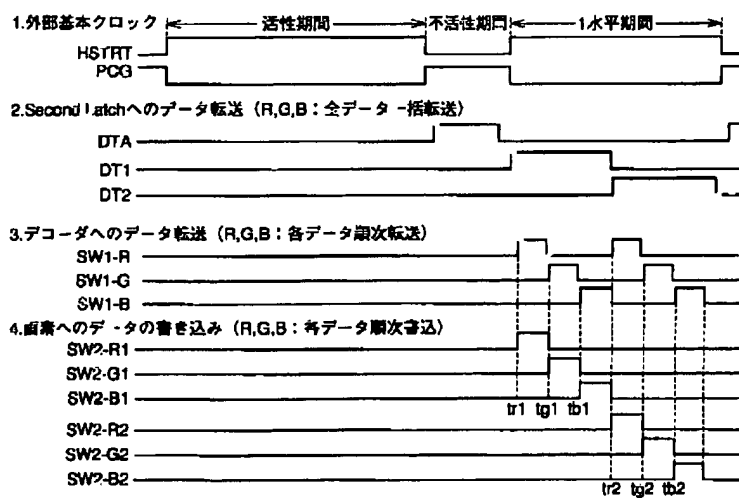 1.外部基本クロック 活性期間 不活性期間 1水平期間
HSTRT
PCG
2.Second Latchへのデータ転送（R,G,B：全データ一括転送）
DTA
DT1
DT2
3.デコーダへのデータ転送（R,G,B：各データ順次転送）
SW1-R
SW1-G
SW1-B
4.画素へのデータの書き込み（R,G,B：各データ順次書込）
SW2-R1
SW2-G1
SW2-B1
tr1 tg1 tb1
SW2-R2
SW2-G2
SW2-B2
tr2 tg2 tb2